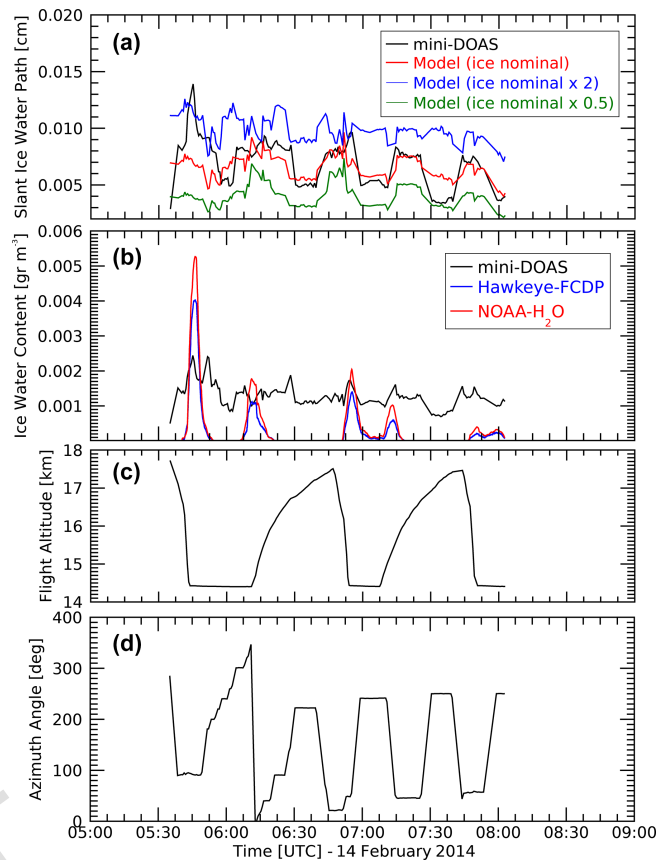 0.020
(a)
mini-DOAS
Model (ice nominal)
Model (ice nominal x 2)
Model (ice nominal x 0.5)
0.015
0.010
0.005
Slant Ice Water Path [cm]
0.006
(b)
mini-DOAS
Hawkeye-FCDP
NOAA-H2O
0.005
0.004
0.003
0.002
0.001
Ice Water Content [gr m-3]
18
(c)
17
16
15
14
Flight Altitude [km]
400
(d)
300
200
100
0
Azimuth Angle [deg]
05:00 05:30 06:00 06:30 07:00 07:30 08:00 08:30 09:00
Time [UTC] - 14 February 2014